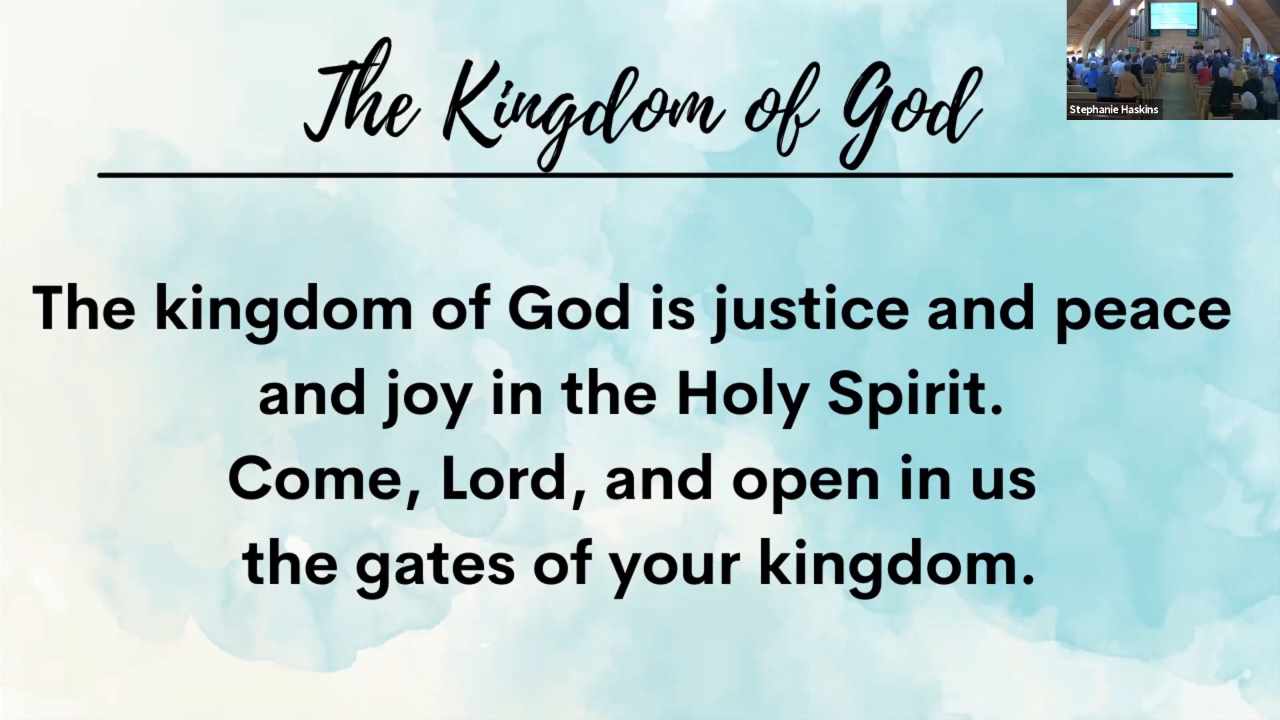 The Kingdom of God
Stephanie Haskins
The kingdom of God is justice and peace
and joy in the Holy Spirit.
Come, Lord, and open in us
the gates of your kingdom.